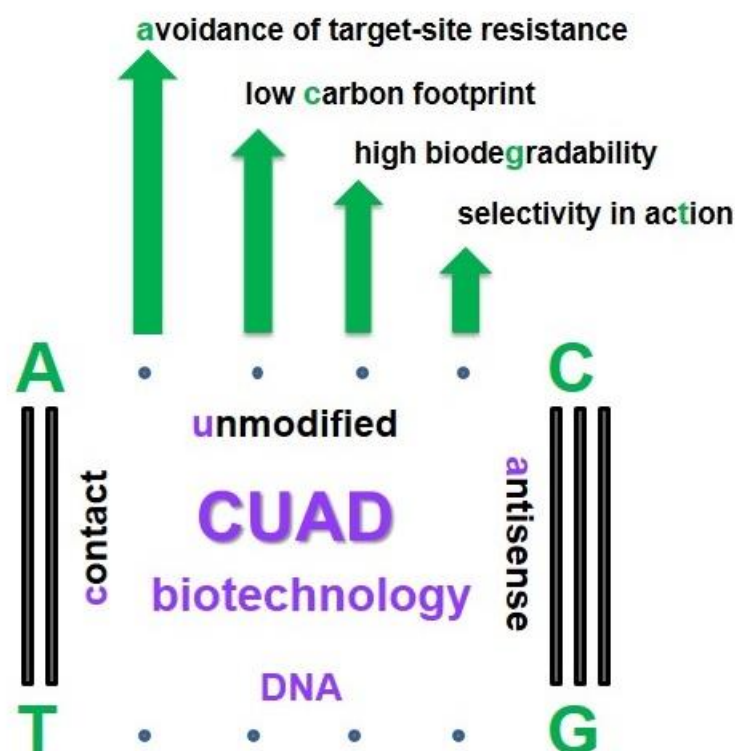 avoidance of target-site resistance
low carbon footprint
high biodegradability
selectivity in action
A
C
unmodified
contact
antisense
CUAD
biotechnology
DNA
T
G